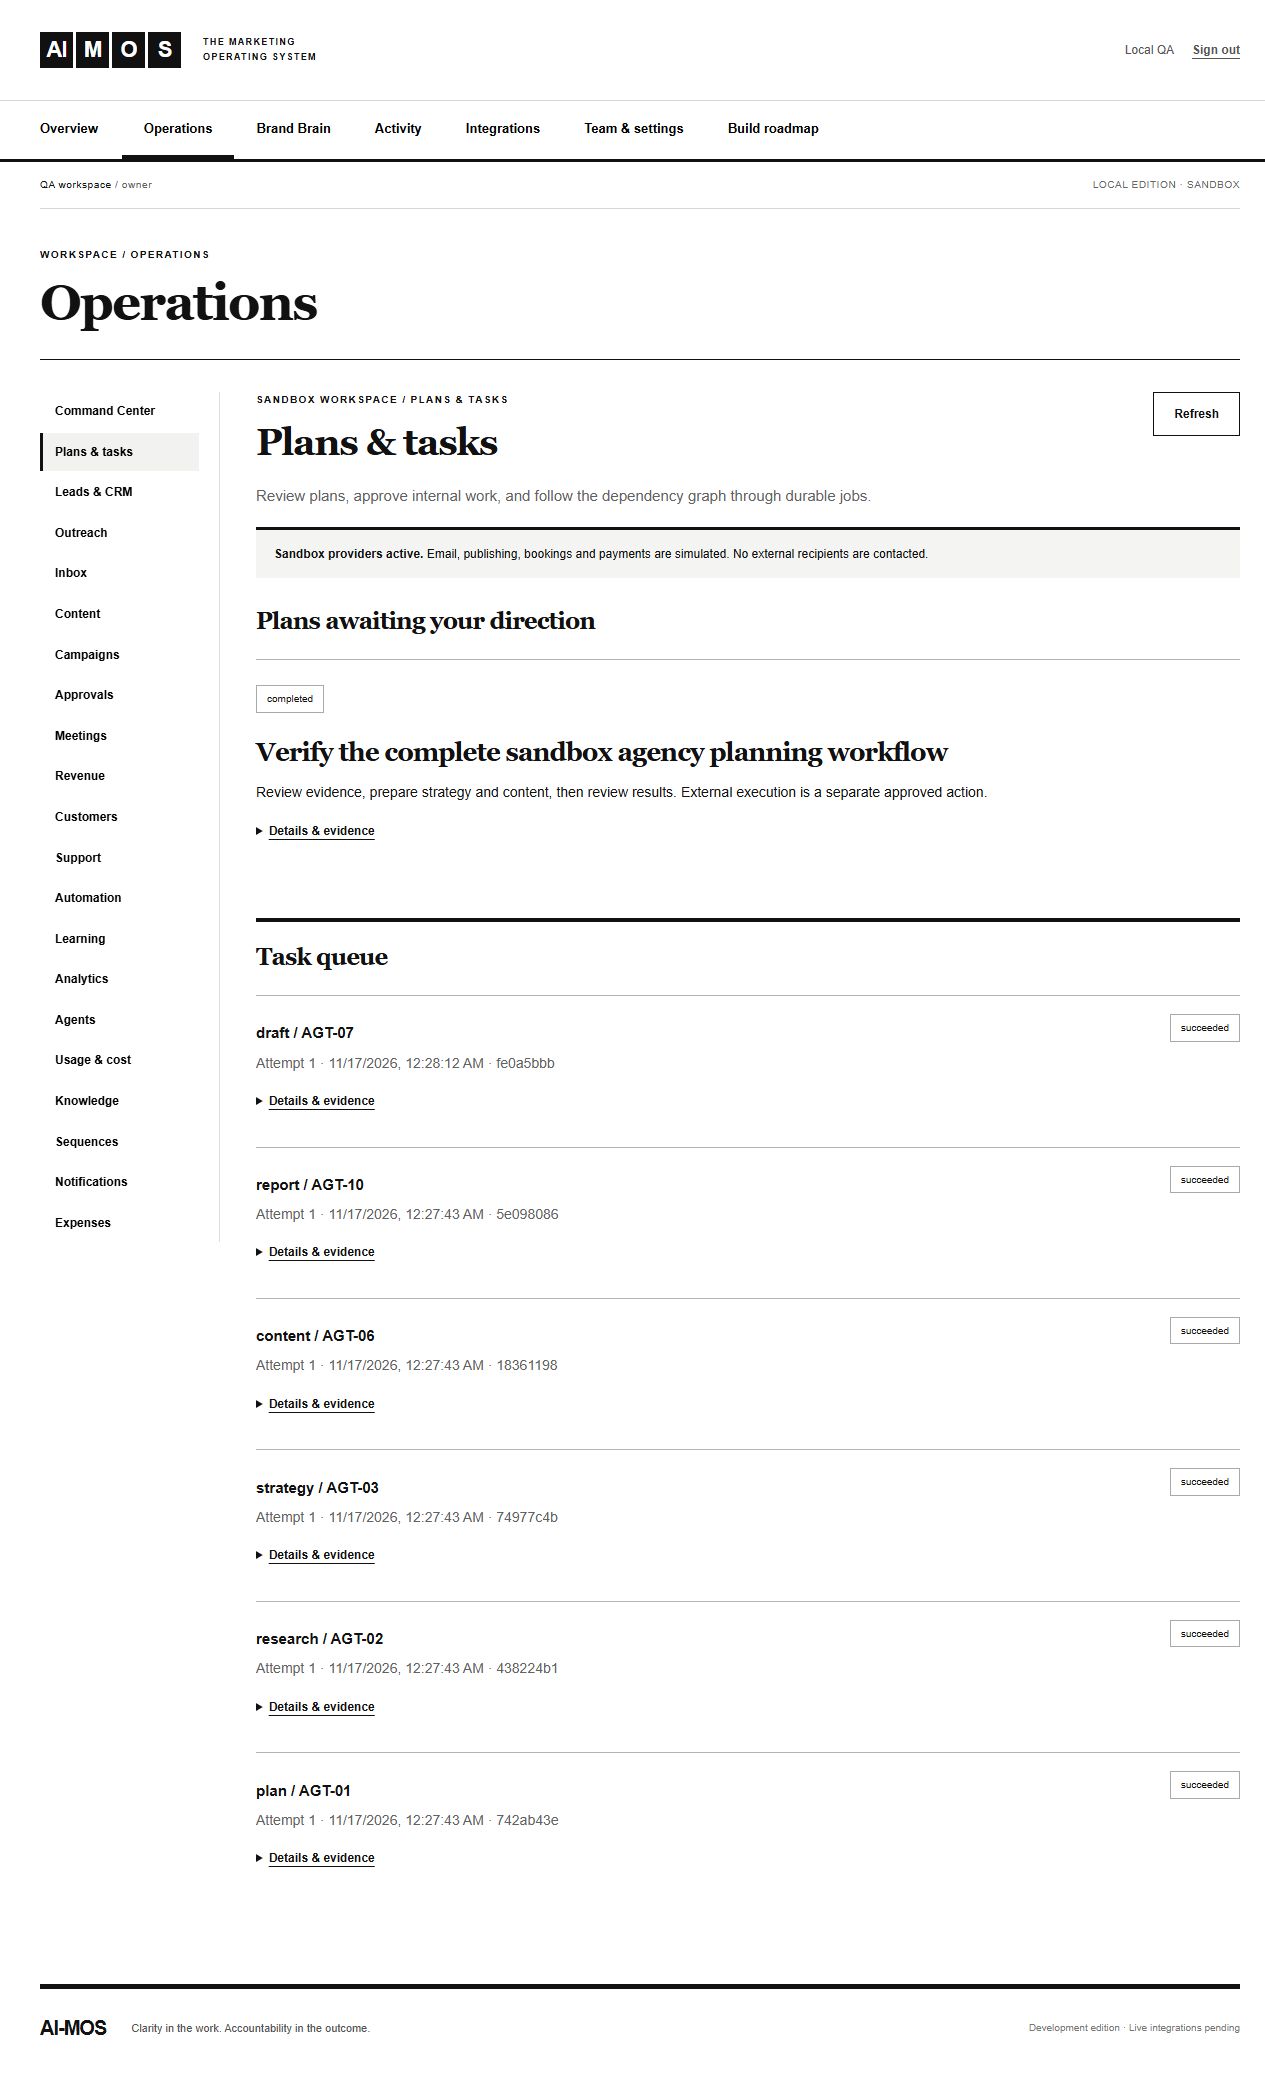 AI M O S
THE MARKETING
OPERATING SYSTEM
Local QA Sign out
Overview Operations Brand Brain Activity Integrations Team & settings Build roadmap
QA workspace / owner
LOCAL EDITION · SANDBOX
WORKSPACE / OPERATIONS
Operations
Command Center
Plans & tasks
Leads & CRM
Outreach
Inbox
Content
Campaigns
Approvals
Meetings
Revenue
Customers
Support
Automation
Learning
Analytics
Agents
Usage & cost
Knowledge
Sequences
Notifications
Expenses
SANDBOX WORKSPACE / PLANS & TASKS
Plans & tasks
Refresh
Review plans, approve internal work, and follow the dependency graph through durable jobs.
Sandbox providers active. Email, publishing, bookings and payments are simulated. No external recipients are contacted.
Plans awaiting your direction
completed
Verify the complete sandbox agency planning workflow
Review evidence, prepare strategy and content, then review results. External execution is a separate approved action.
Details & evidence
Task queue
draft / AGT-07
succeeded
Attempt 1 · 11/17/2026, 12:28:12 AM · fe0a5bbb
Details & evidence
report / AGT-10
succeeded
Attempt 1 · 11/17/2026, 12:27:43 AM · 5e098086
Details & evidence
content / AGT-06
succeeded
Attempt 1 · 11/17/2026, 12:27:43 AM · 18361198
Details & evidence
strategy / AGT-03
succeeded
Attempt 1 · 11/17/2026, 12:27:43 AM · 74977c4b
Details & evidence
research / AGT-02
succeeded
Attempt 1 · 11/17/2026, 12:27:43 AM · 438224b1
Details & evidence
plan / AGT-01
succeeded
Attempt 1 · 11/17/2026, 12:27:43 AM · 742ab43e
Details & evidence
AI-MOS
Clarity in the work. Accountability in the outcome.
Development edition · Live integrations pending